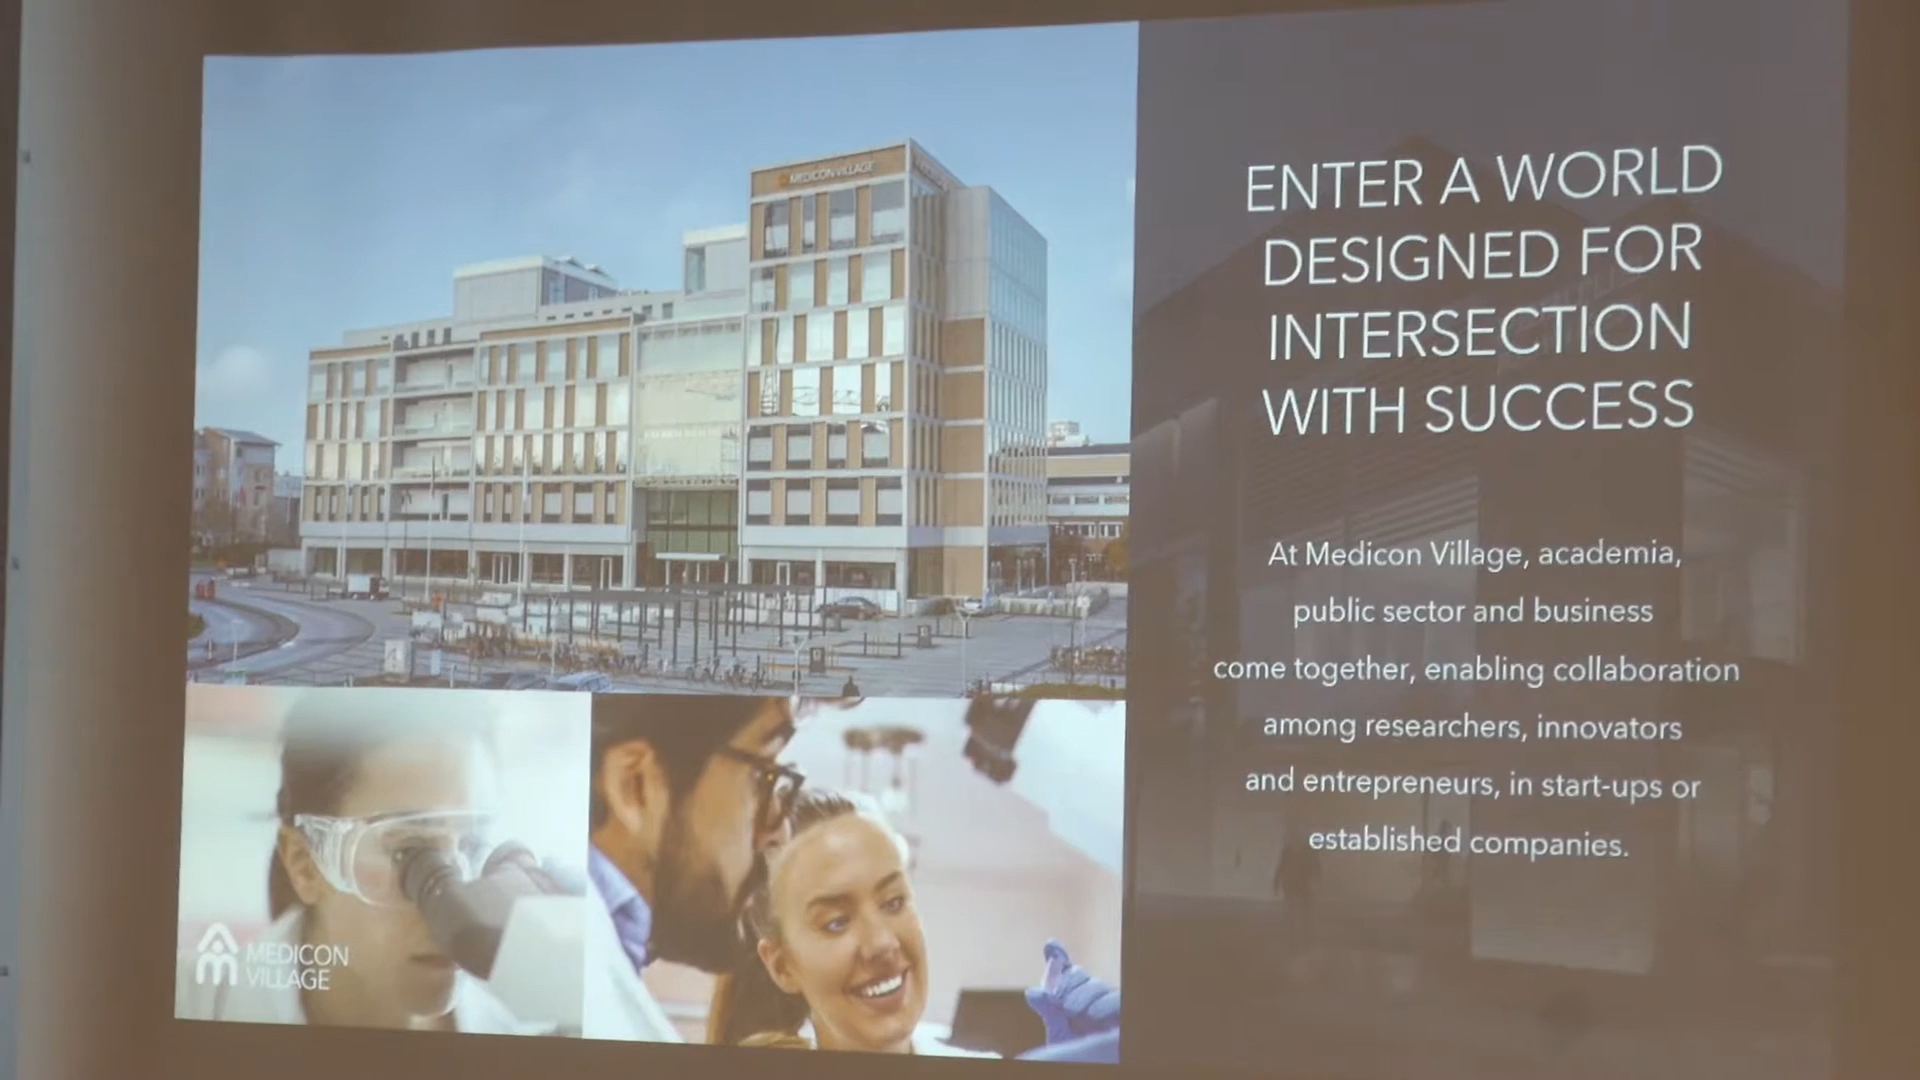 MEDICON VILLAGE
ENTER A WORLD
DESIGNED FOR
INTERSECTION
WITH SUCCESS
At Medicon Village, academia,
public sector and business
come together, enabling collaboration
among researchers, innovators
and entrepreneurs, in start-ups or
established companies.
MEDICON
VILLAGE